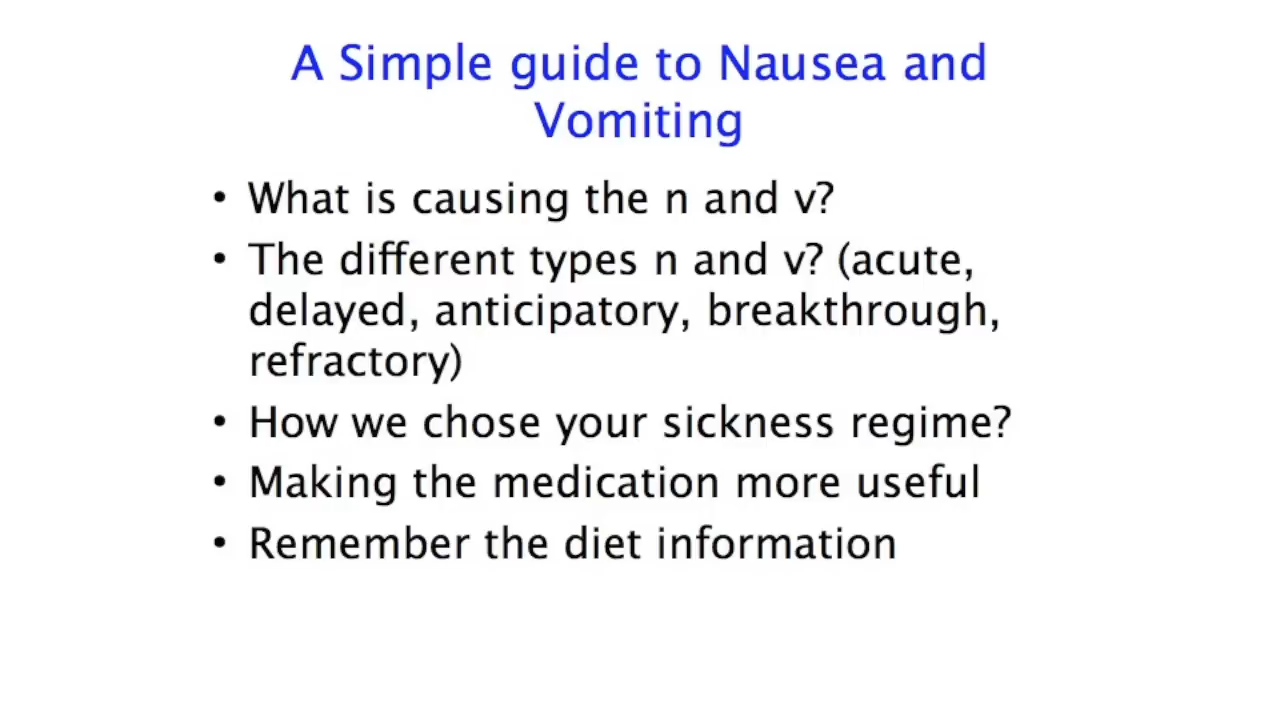 A Simple guide to Nausea and
Vomiting
• What is causing the n and v?
• The different types n and v? (acute,
delayed, anticipatory, breakthrough,
refractory)
• How we chose your sickness regime?
• Making the medication more useful
• Remember the diet information